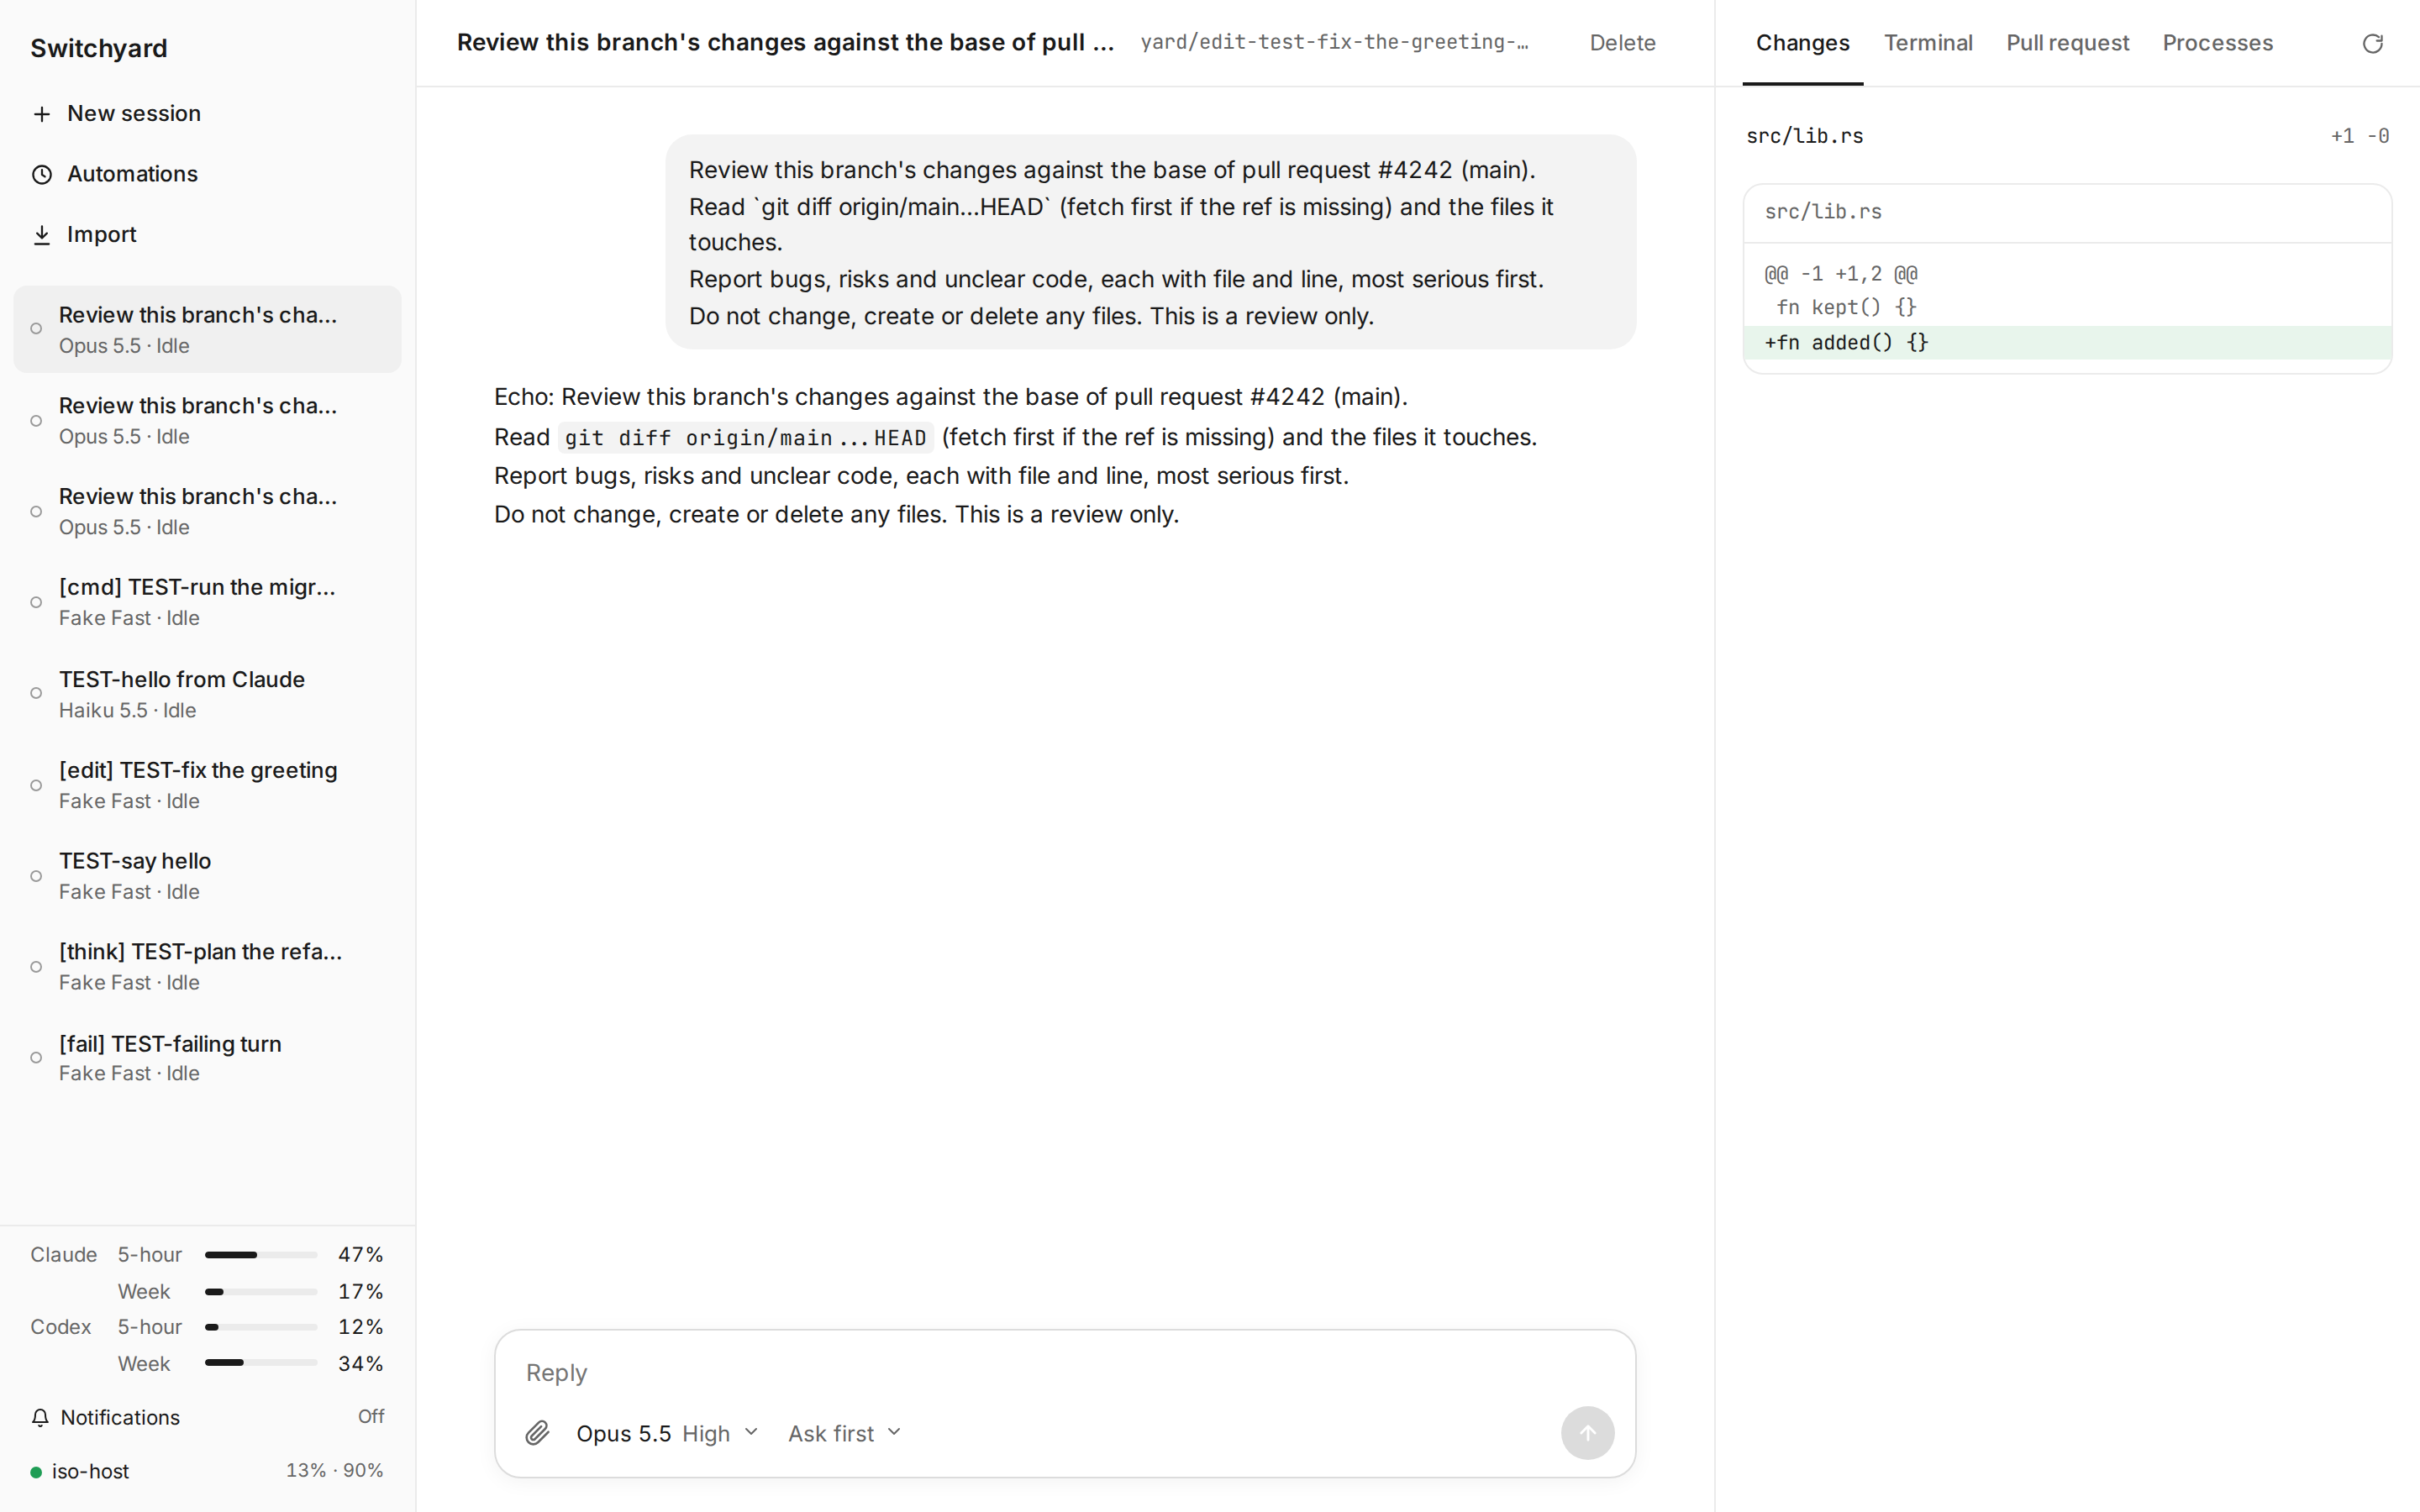 Switchyard
New session
Automations
Import
Review this branch's cha...
Opus 5.5 · Idle
Review this branch's cha...
Opus 5.5 · Idle
Review this branch's cha...
Opus 5.5 · Idle
[cmd] TEST-run the migr...
Fake Fast · Idle
TEST-hello from Claude
Haiku 5.5 · Idle
[edit] TEST-fix the greeting
Fake Fast · Idle
TEST-say hello
Fake Fast · Idle
[think] TEST-plan the refa...
Fake Fast · Idle
[fail] TEST-failing turn
Fake Fast · Idle
Claude 5-hour 47%
Week 17%
Codex 5-hour 12%
Week 34%
Notifications Off
iso-host 13% · 90%
Review this branch's changes against the base of pull ... yard/edit-test-fix-the-greeting-… Delete
Review this branch's changes against the base of pull request #4242 (main).
Read `git diff origin/main...HEAD` (fetch first if the ref is missing) and the files it
touches.
Report bugs, risks and unclear code, each with file and line, most serious first.
Do not change, create or delete any files. This is a review only.
Echo: Review this branch's changes against the base of pull request #4242 (main).
Read git diff origin/main...HEAD (fetch first if the ref is missing) and the files it touches.
Report bugs, risks and unclear code, each with file and line, most serious first.
Do not change, create or delete any files. This is a review only.
Reply
Opus 5.5 High Ask first
Changes Terminal Pull request Processes
src/lib.rs +1 -0
src/lib.rs
@@ -1 +1,2 @@
fn kept() {}
+fn added() {}